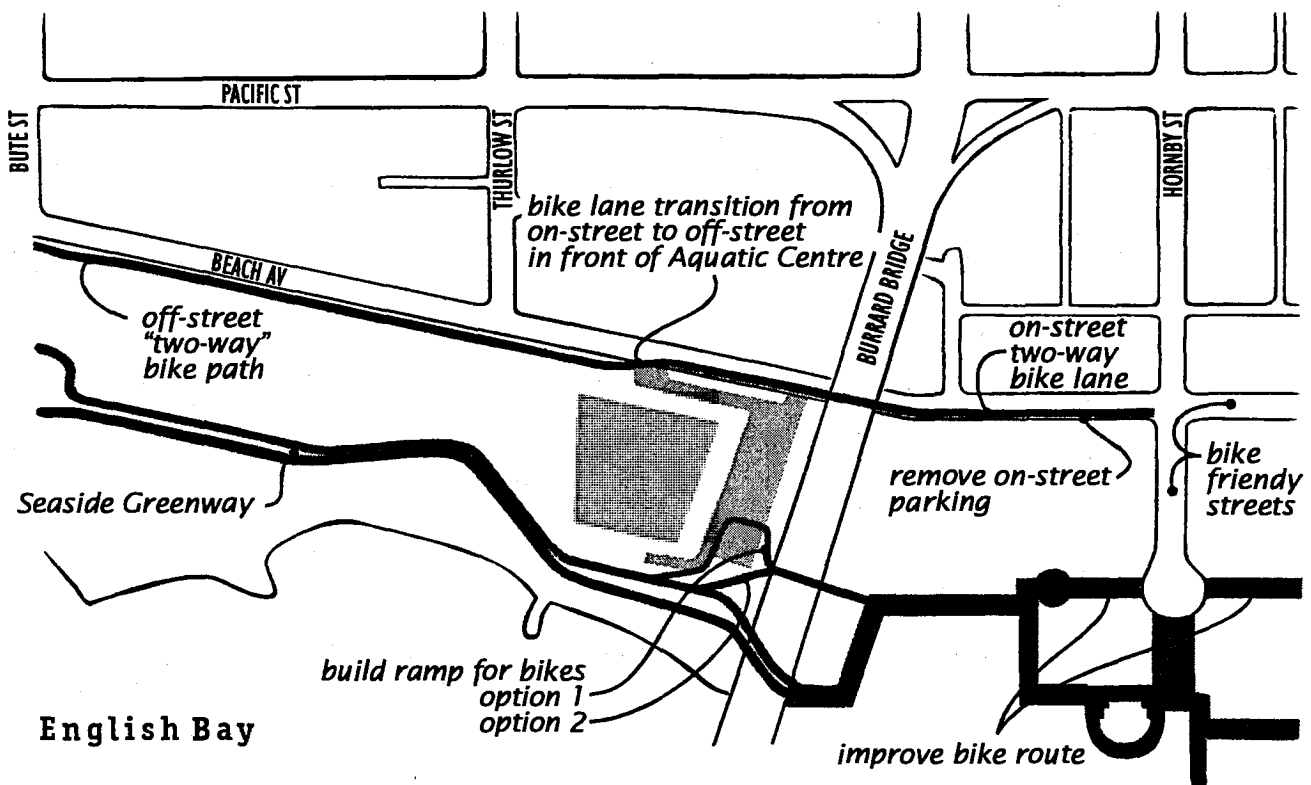 PACIFIC ST
BUTE ST
THURLOW ST
HORNBY ST
bike lane transition from
on-street to off-street
in front of Aquatic Centre
BEACH AV
BURRARD BRIDGE
off-street
"two-way"
bike path
on-street
two-way
bike lane
Seaside Greenway
remove on-street
parking
bike
friendy
streets
build ramp for bikes
option 1
option 2
English Bay
improve bike route